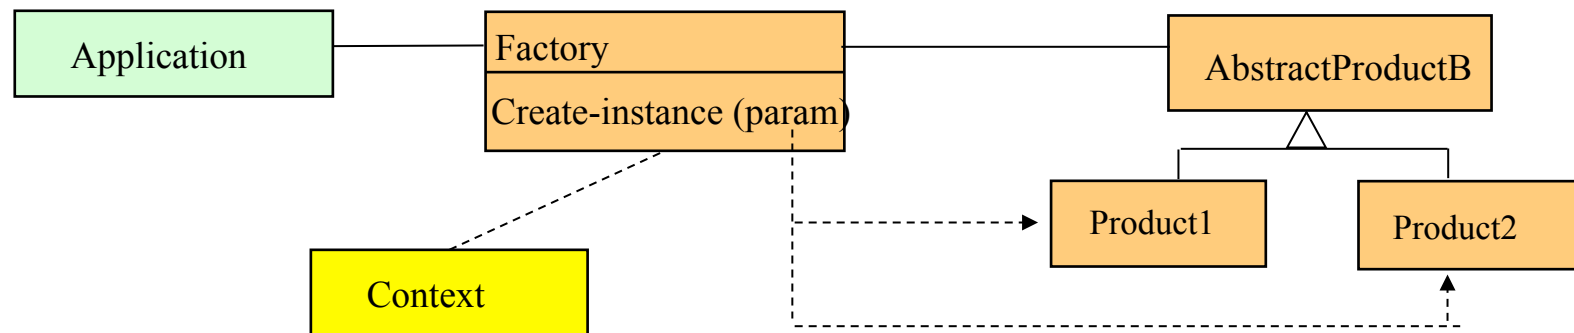 Application
Factory
Create-instance (param)
AbstractProductB
Product1
Product2
Context